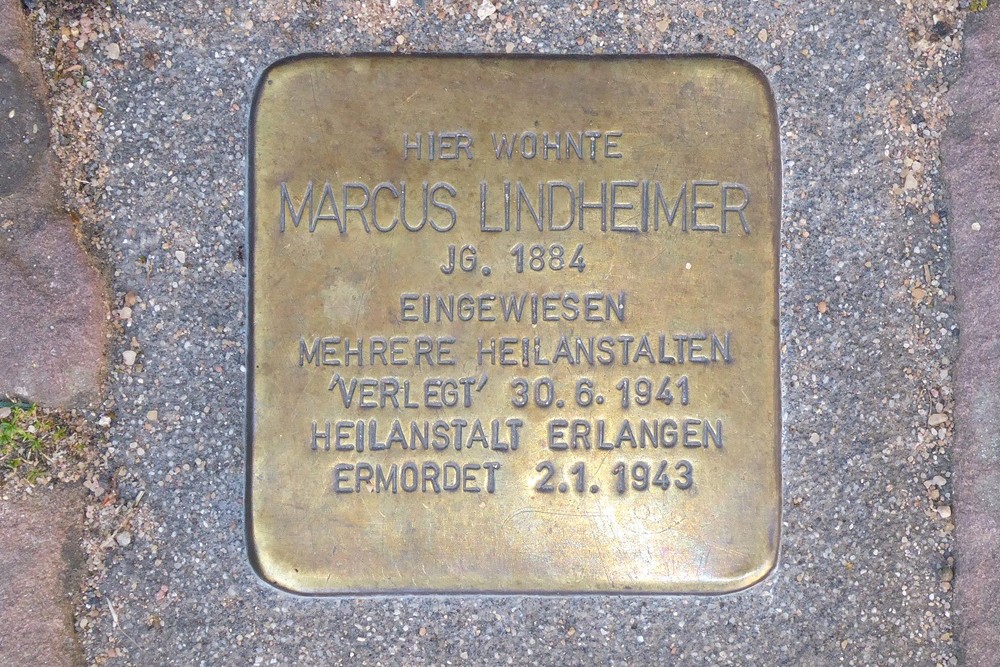 HIER WOHNTE
MARCUS LINDHEIMER
JG. 1884
EINGEWIESEN
MEHRERE HEILANSTALTEN
'VERLEGT' 30.6.1941
HEILANSTALT ERLANGEN
ERMORDET 2.1.1943